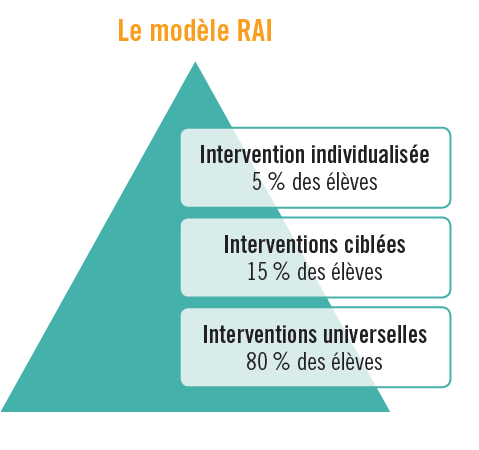 Le modèle RAI
Intervention individualisée
5 % des élèves
Interventions ciblées
15 % des élèves
Interventions universelles
80 % des élèves